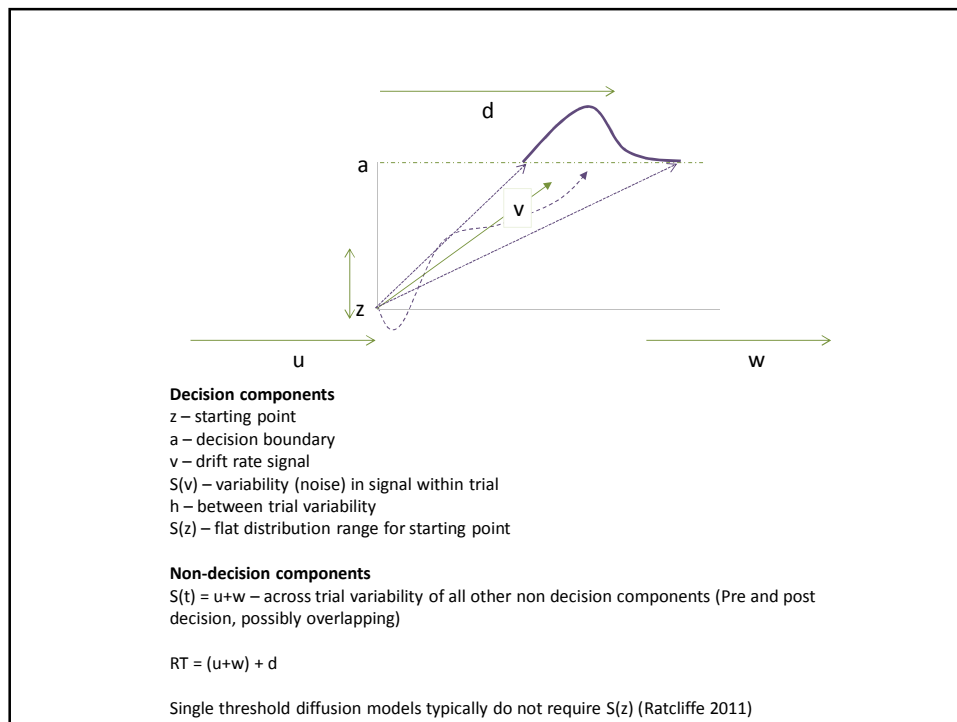 d
a
v
z
u
w
Decision components
z – starting point
a – decision boundary
v – drift rate signal
S(v) – variability (noise) in signal within trial
h – between trial variability
S(z) – flat distribution range for starting point
Non-decision components
S(t) = u+w – across trial variability of all other non decision components (Pre and post
decision, possibly overlapping)
RT = (u+w) + d
Single threshold diffusion models typically do not require S(z) (Ratcliffe 2011)